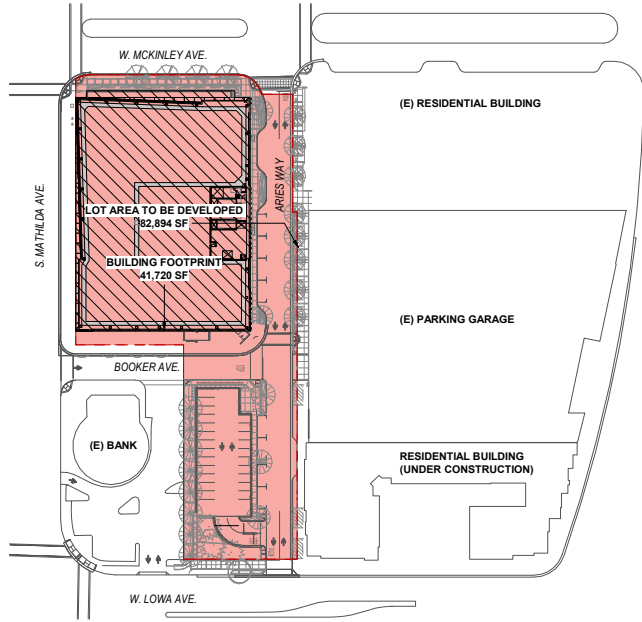 W. MCKINLEY AVE.
(E) RESIDENTIAL BUILDING
S. MATHILDA AVE.
ARIES WAY
LOT AREA TO BE DEVELOPED
82,894 SF
BUILDING FOOTPRINT
41,720 SF
(E) PARKING GARAGE
BOOKER AVE.
(E) BANK
RESIDENTIAL BUILDING
(UNDER CONSTRUCTION)
W. LOWA AVE.